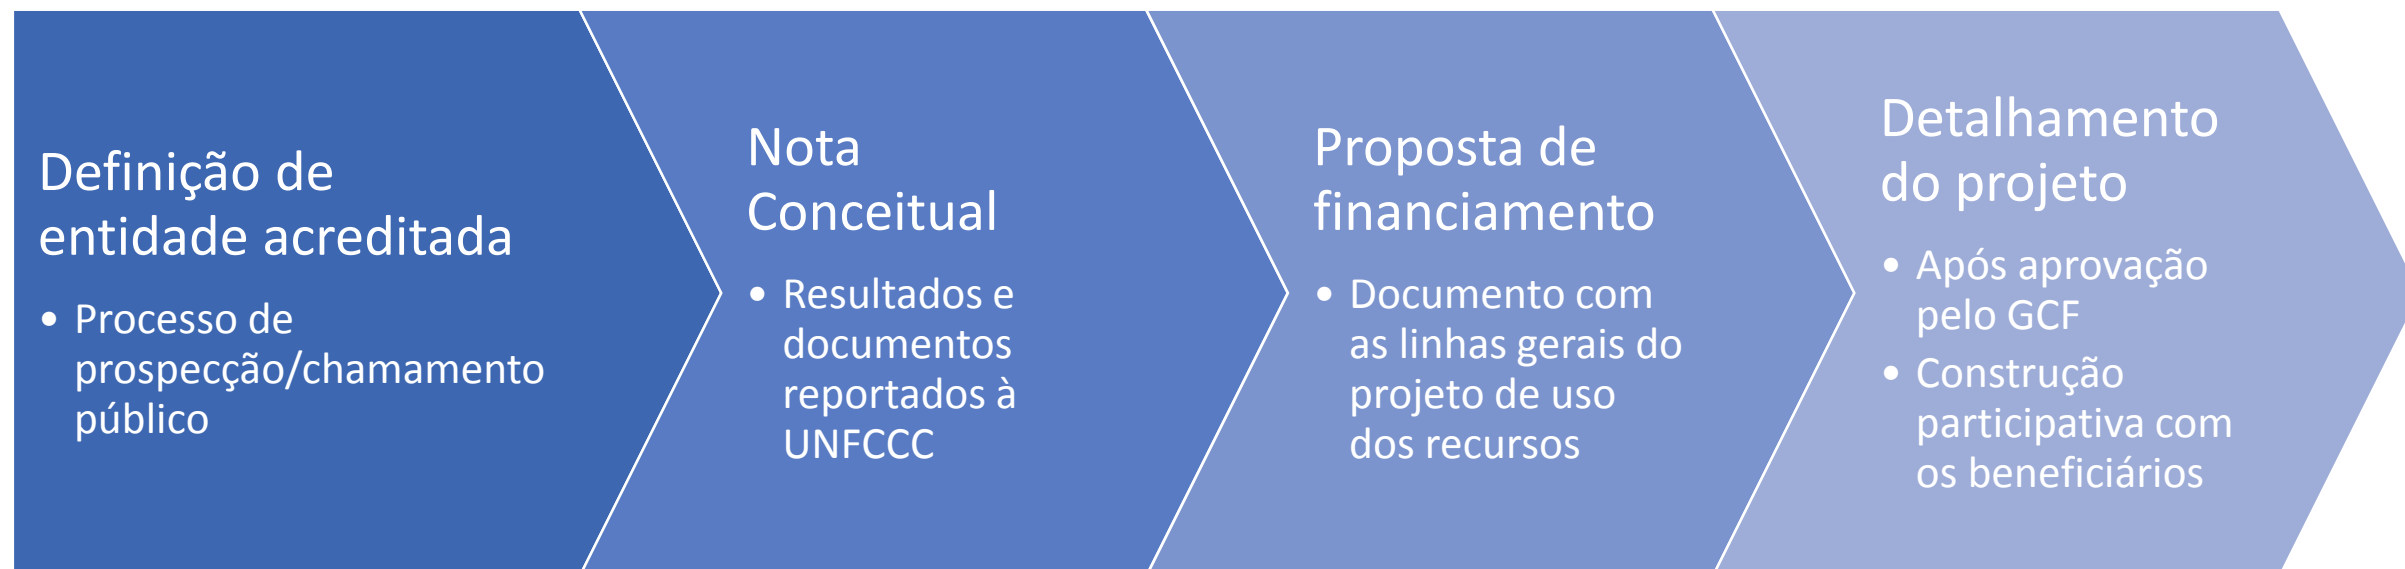 Definição de
entidade acreditada
• Processo de
prospecção/chamamento
público
Nota
Conceitual
• Resultados e
documentos
reportados à
UNFCCC
Proposta de
financiamento
• Documento com
as linhas gerais do
projeto de uso
dos recursos
Detalhamento
do projeto
• Após aprovação
pelo GCF
• Construção
participativa com
os beneficiários